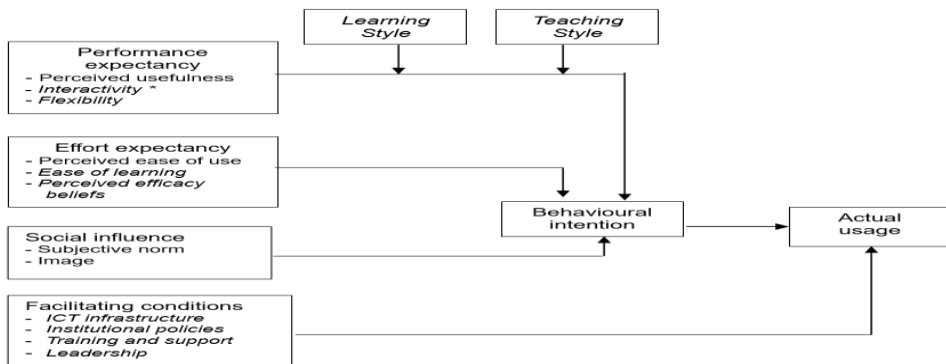 Learning
Style
Teaching
Style
Performance
expectancy
- Perceived usefulness
- Interactivity *
- Flexibility
Effort expectancy
- Perceived ease of use
- Ease of learning
- Perceived efficacy
beliefs
Behavioural
intention
Actual
usage
Social influence
- Subjective norm
- Image
Facilitating conditions
- ICT infrastructure
- Institutional policies
- Training and support
- Leadership